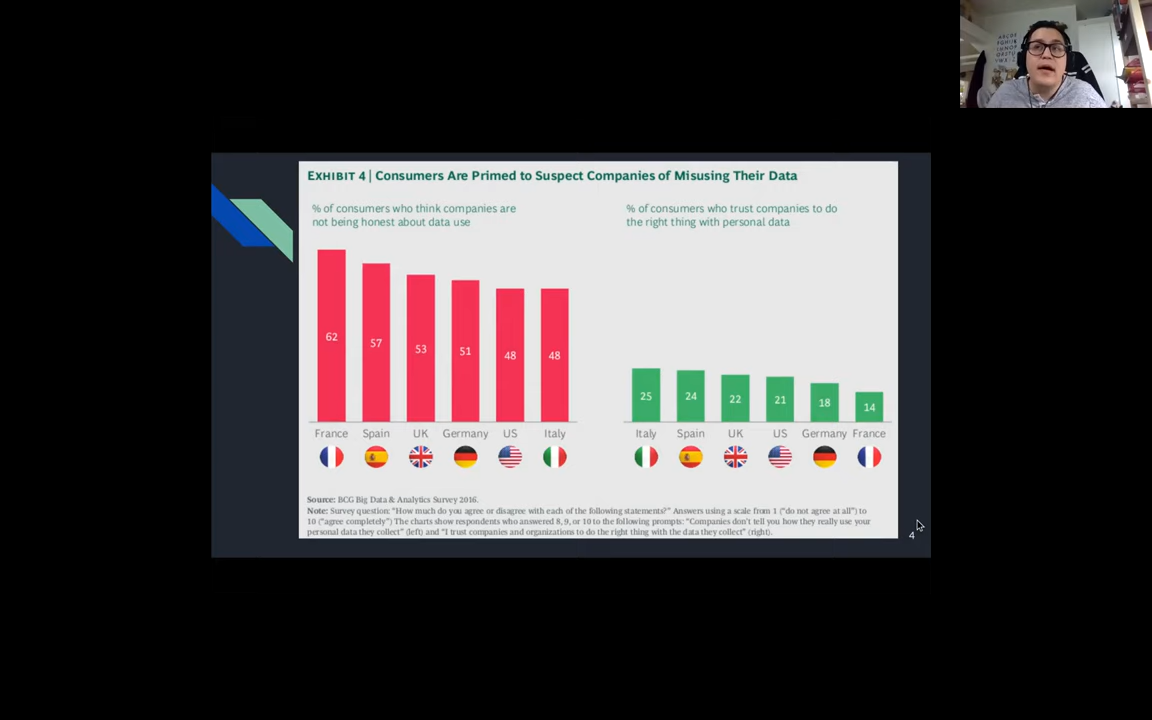 EXHIBIT 4 | Consumers Are Primed to Suspect Companies of Misusing Their Data
% of consumers who think companies are
not being honest about data use
62
57
53
51
48
48
France
Spain
UK
Germany
US
Italy
% of consumers who trust companies to do
the right thing with personal data
25
24
22
21
18
14
Italy
Spain
UK
US
Germany
France
Source: BCG Big Data & Analytics Survey 2016.
Note: Survey question: “How much do you agree or disagree with each of the following statements?” Answers using a scale from 1 (“do not agree at all”) to
10 (“agree completely”) The charts show respondents who answered 8, 9, or 10 to the following prompts: “Companies don’t tell you how they really use your
personal data they collect” (left) and “I trust companies and organizations to do the right thing with the data they collect” (right).
4